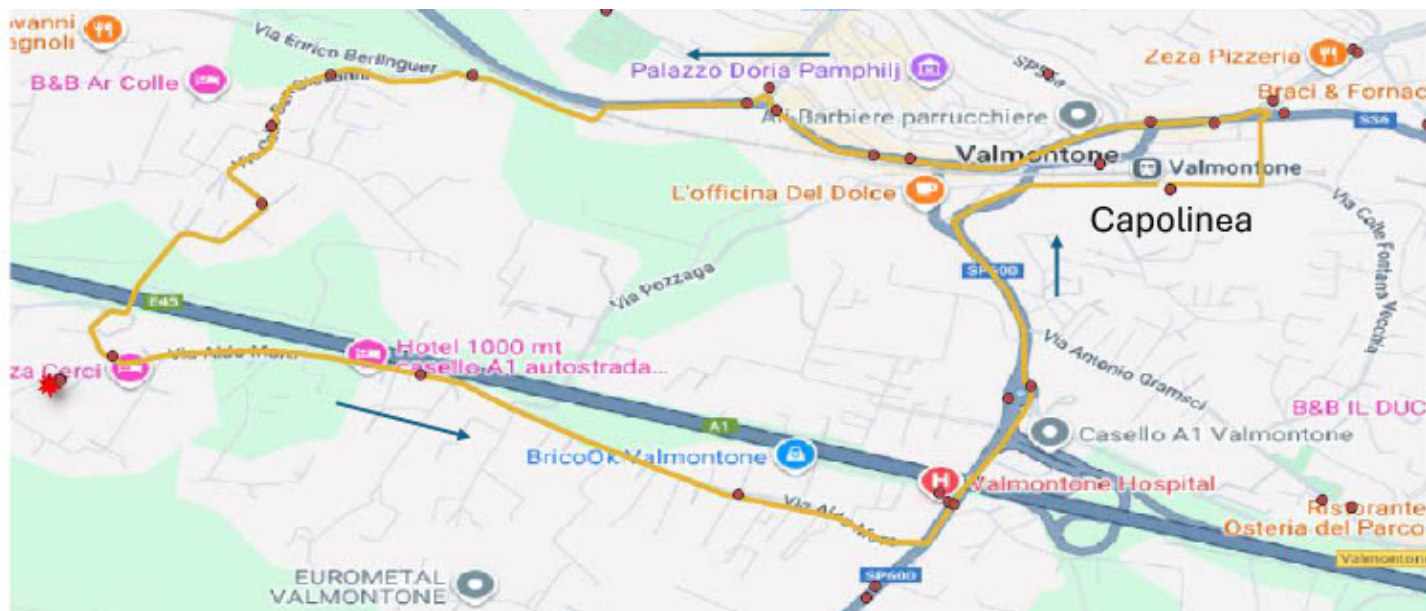 ovanni
agnoli
Via Enrico Berlinguer
B&B Ar Colle
Palazzo Doria Pamphilj
SP55a
Zeza Pizzeria
Braci & Fornac
SS6
Ali Barbiere parrucchiere
Valmontone
Valmontone
L'officina Del Dolce
Capolinea
Via Colle Fontana Vecchia
Via Pozzaga
SP600
E45
Via Aldo Moro
za Cerci
Hotel 1000 mt
casello A1 autostrada...
Via Antonio Gramsci
B&B IL DUC
A1
Casello A1 Valmontone
BricoOk Valmontone
Valmontone Hospital
Via Aldo Moro
Ristorante
Osteria del Parco
Valmontone
EUROMETAL
VALMONTONE
SP600